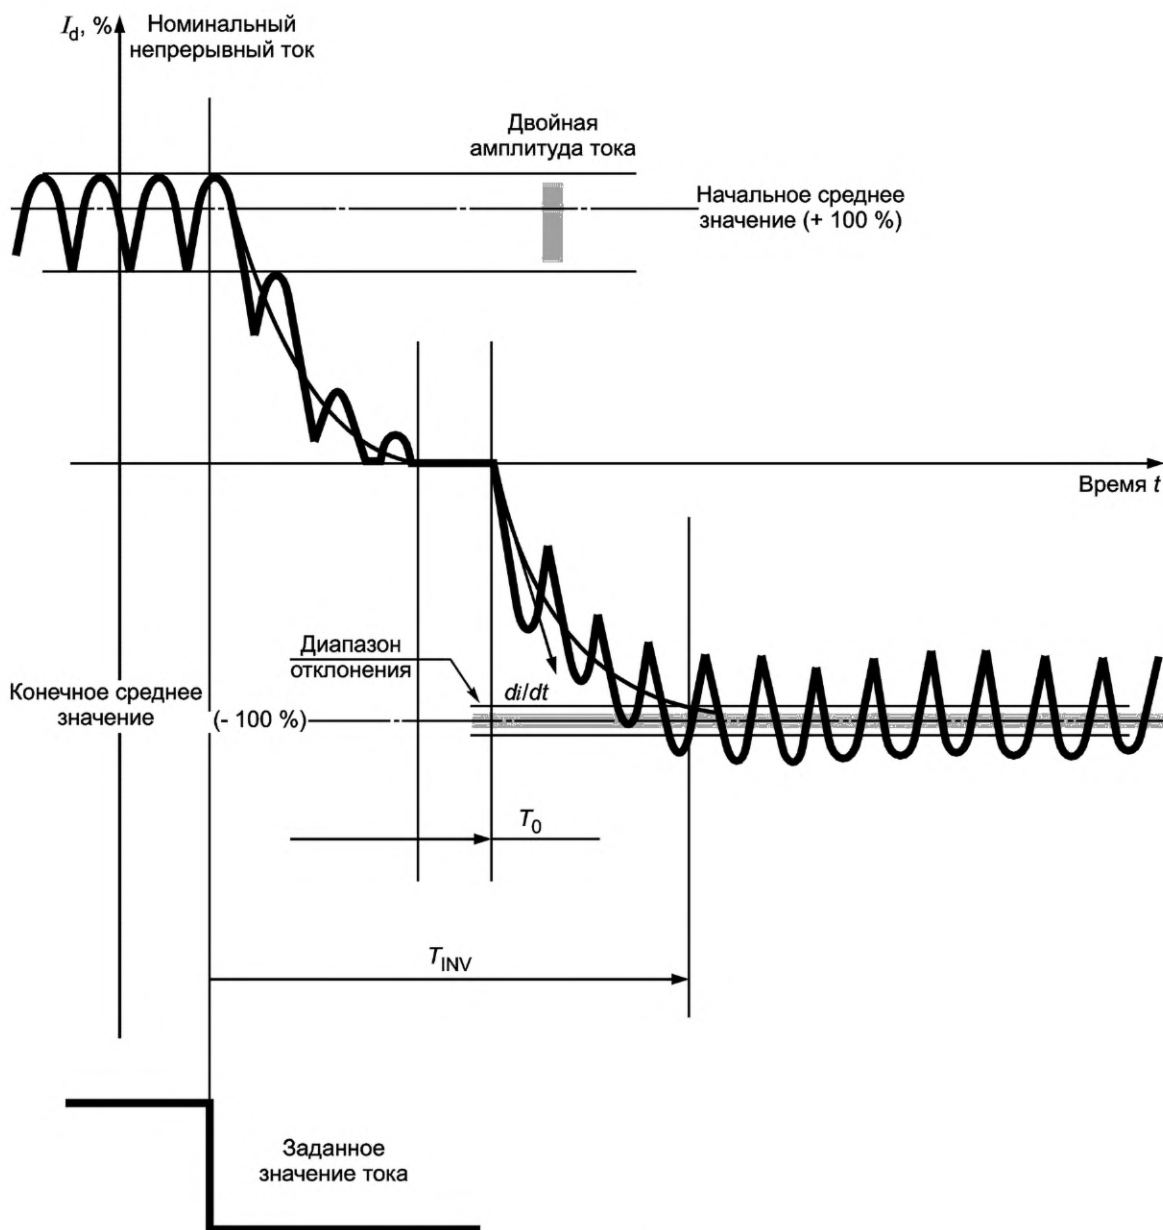 I_d, %
Номинальный
непрерывный ток
Двойная
амплитуда тока
Начальное среднее
значение (+ 100 %)
Время t
Диапазон
отклонения
di/dt
Конечное среднее
значение
(- 100 %)
T_0
T_INV
Заданное
значение тока